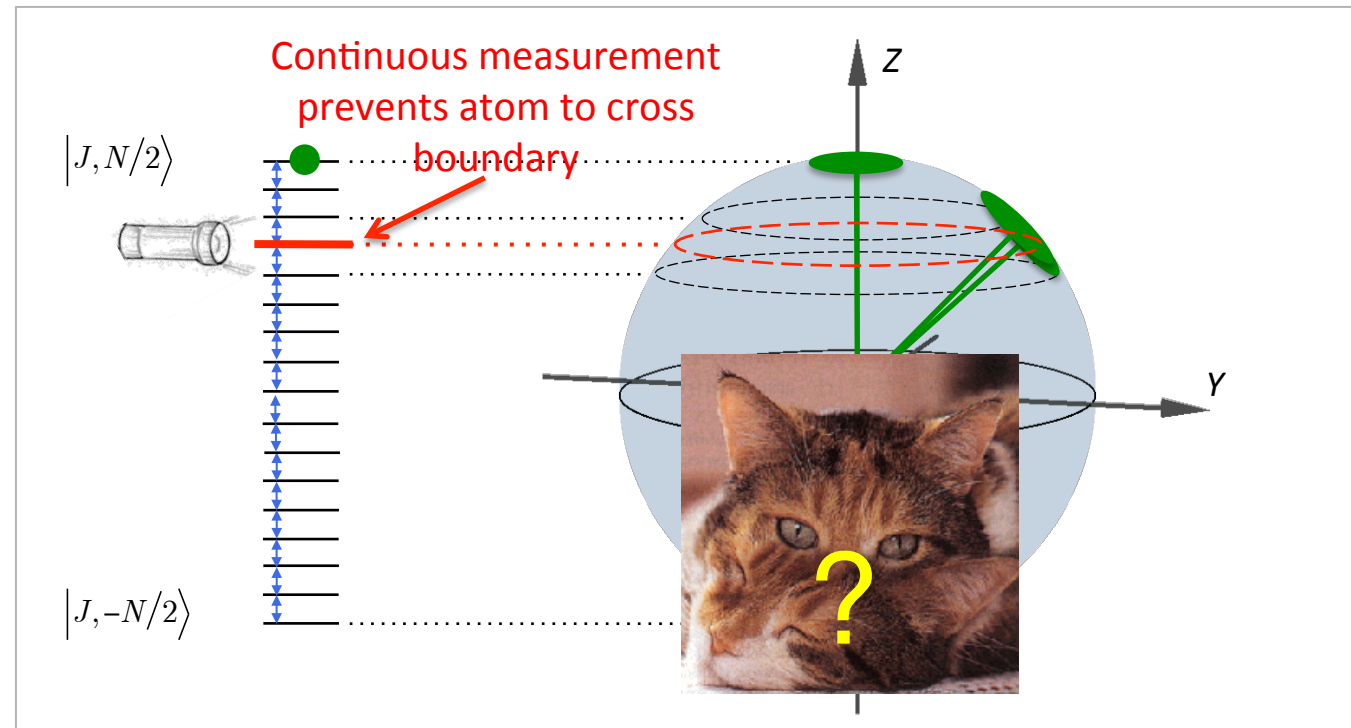 Continuous measurement
prevents atom to cross
boundary
Z
|J, N/2⟩
Y
?
|J, −N/2⟩